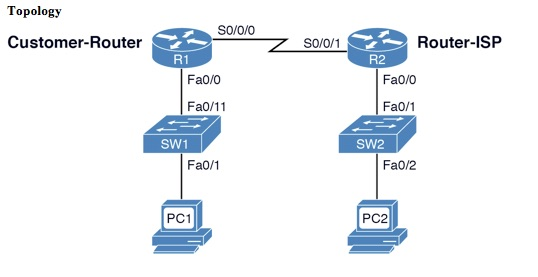 Topology
S0/0/0
Customer-Router
S0/0/1
Router-ISP
R1
R2
Fa0/0
Fa0/0
Fa0/11
Fa0/1
SW1
SW2
Fa0/1
Fa0/2
PC1
PC2